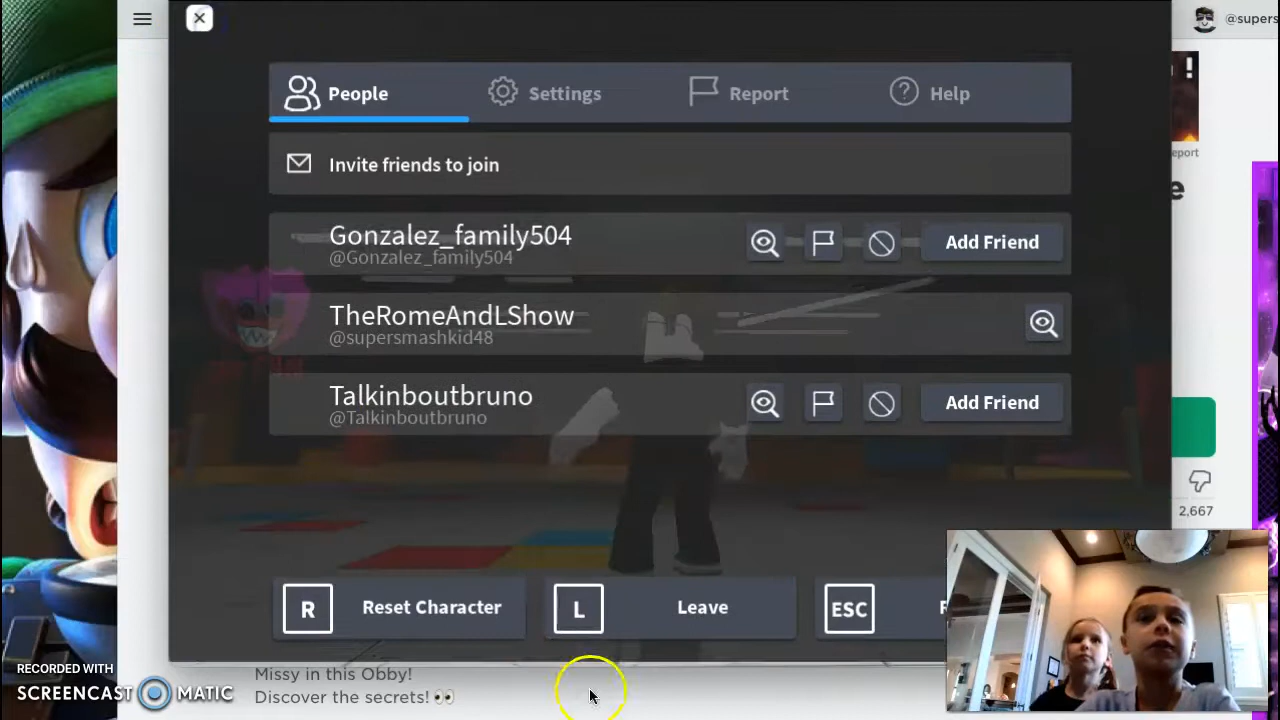 @supers
!
People
Settings
Report
Help
eport
Invite friends to join
e
Gonzalez_family504
@Gonzalez_family504
Add Friend
TheRomeAndLShow
@supersmashkid48
Talkinboutbruno
@Talkinboutbruno
Add Friend
2,667
R
Reset Character
L
Leave
ESC
Missy in this Obby!
Discover the secrets! 👀
RECORDED WITH
SCREENCAST MATIC